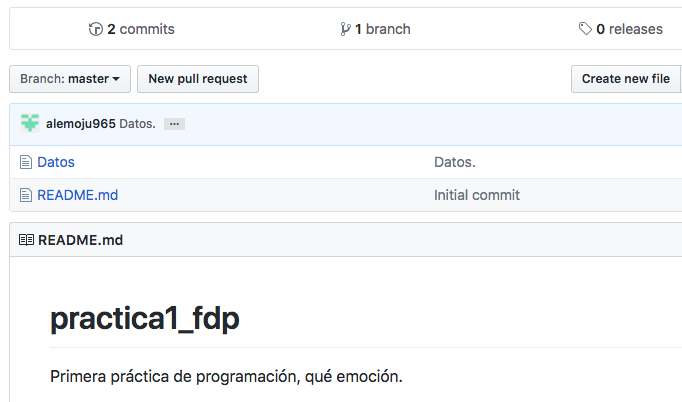 2 commits 1 branch 0 releases
Branch: master New pull request Create new file
alemoju965 Datos. ...
Datos Datos.
README.md Initial commit
README.md
practica1_fdp
Primera práctica de programación, qué emoción.